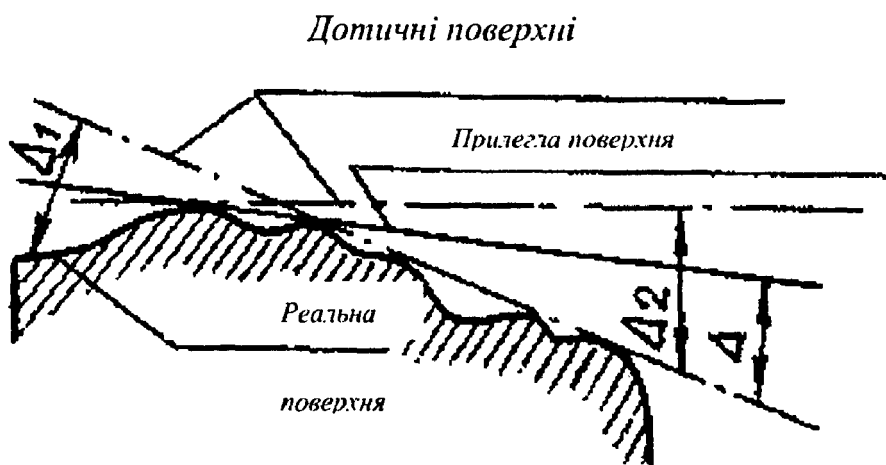 Дотичні поверхні
Прилегла поверхня
Δ1
Реальна
Δ2
Δ
поверхня